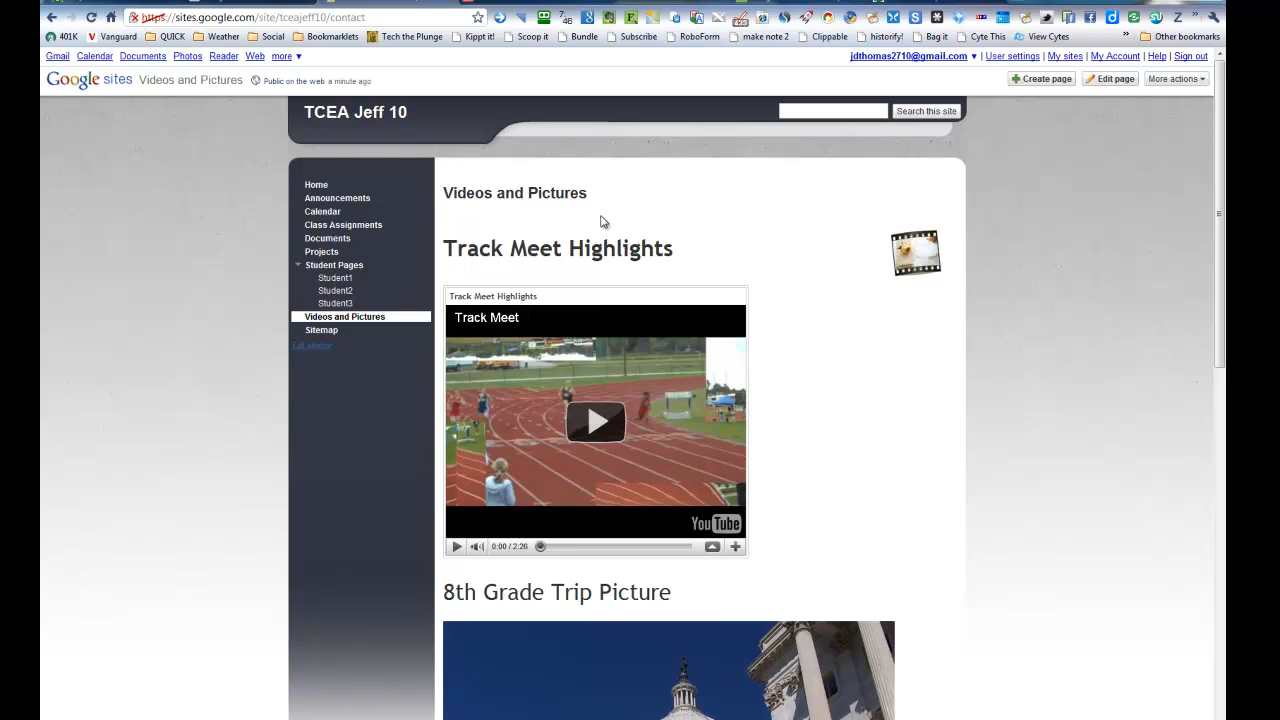 https://sites.google.com/site/tceajeff10/contact
401K Vanguard QUICK Weather Social Bookmarklets Tech the Plunge Kippt it! Scoop it Bundle Subscribe RoboForm make note 2 Clippable historify! Bag it Cyte This View Cytes » Other bookmarks
Gmail Calendar Documents Photos Reader Web more ▼ jdthomas2710@gmail.com ▼ | User settings | My sites | My Account | Help | Sign out
Google sites Videos and Pictures Public on the web a minute ago Create page Edit page More actions
TCEA Jeff 10 Search this site
Home
Announcements
Calendar
Class Assignments
Documents
Projects
Student Pages
Student1
Student2
Student3
Videos and Pictures
Sitemap
Edit sidebar
Videos and Pictures
Track Meet Highlights
Track Meet Highlights
Track Meet
YouTube
0:00 / 2:26
8th Grade Trip Picture